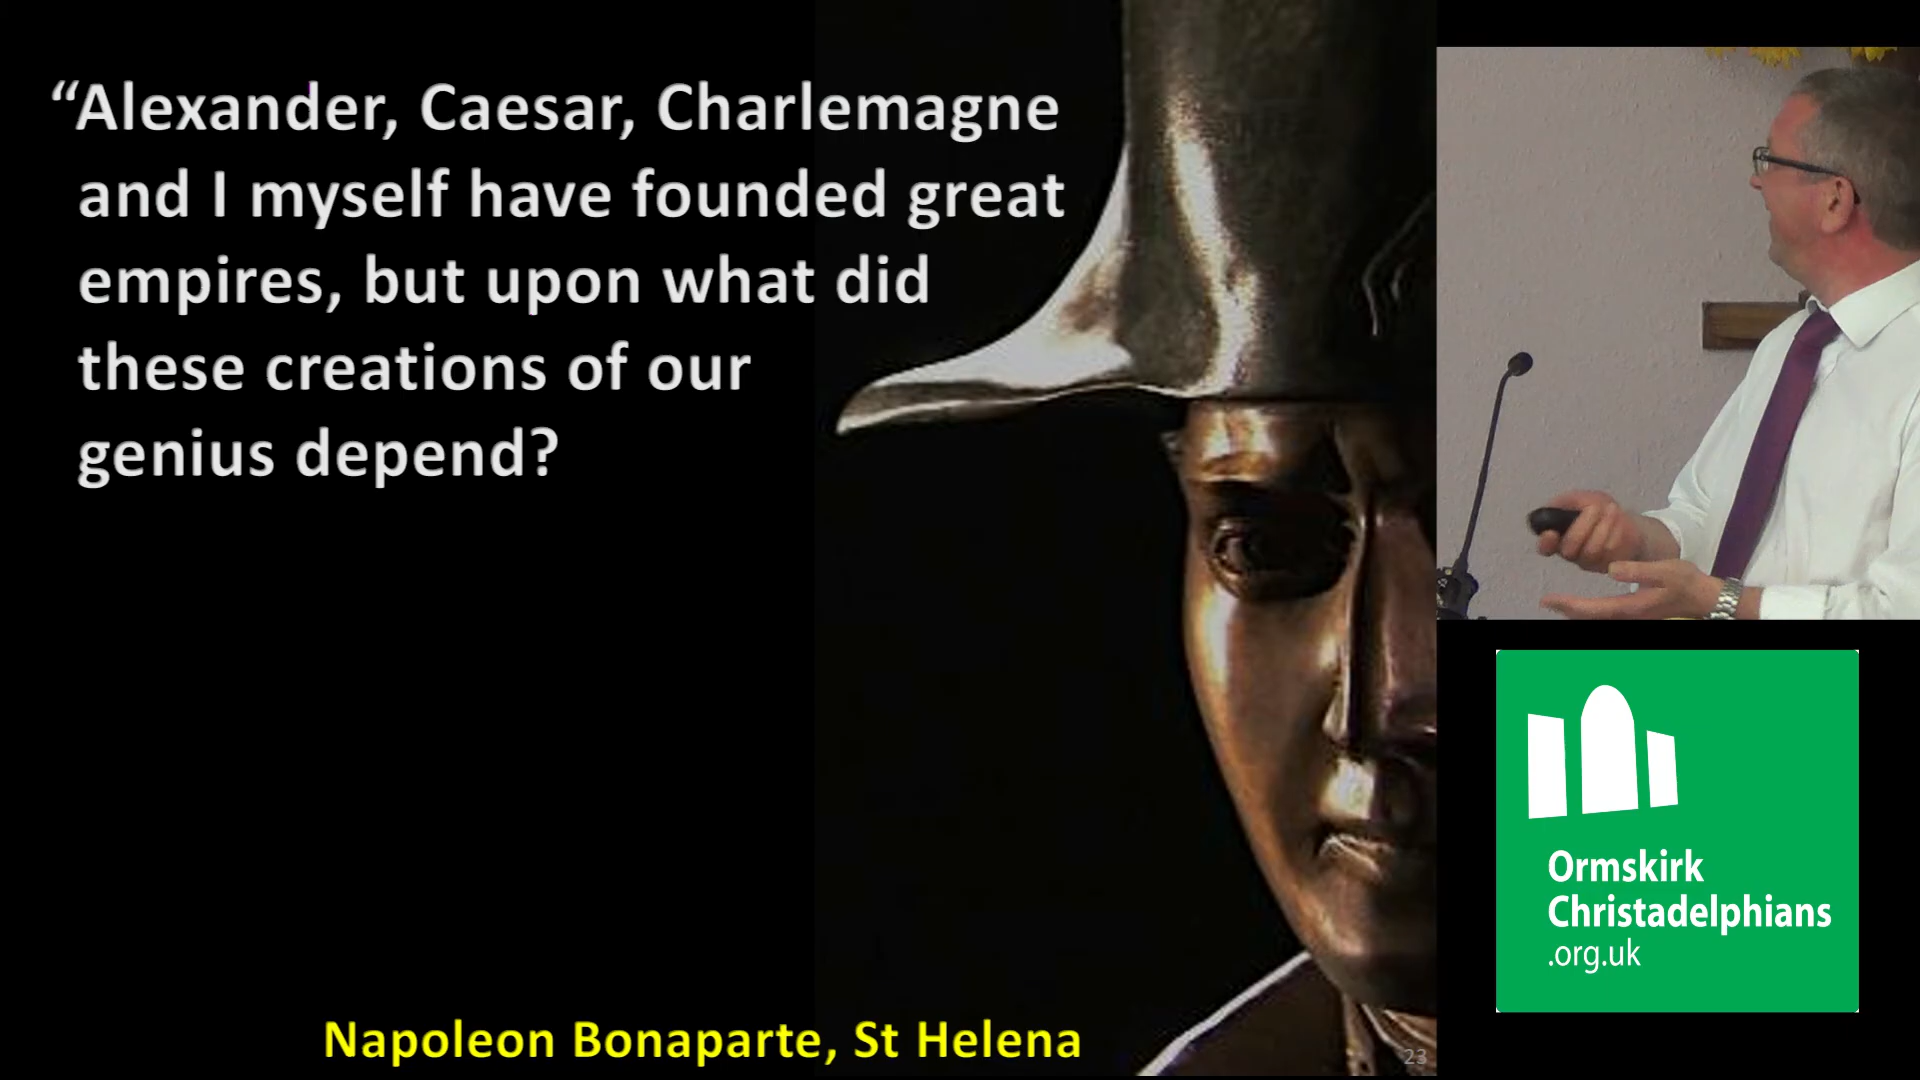 “Alexander, Caesar, Charlemagne
and I myself have founded great
empires, but upon what did
these creations of our
genius depend?
Napoleon Bonaparte, St Helena
23
Ormskirk
Christadelphians
.org.uk